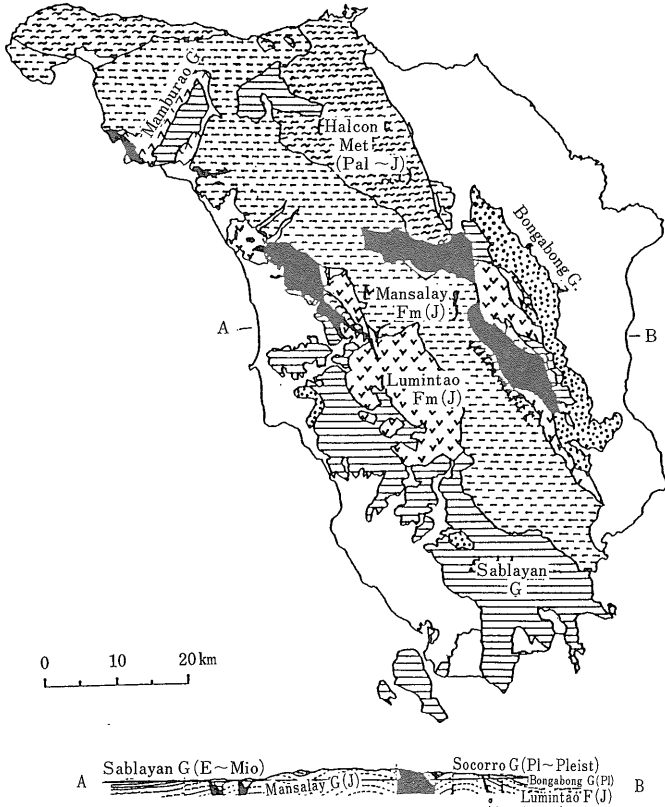 Mamburao G.
Halcon
Met
(Pal ~ J)
Bongabong G.
Mansalay
Fm (J)
A
B
Lumintao
Fm (J)
Sablayan
G
0 10 20 km
Sablayan G (E~Mio)
Socorro G (Pl~Pleist)
A
Mansalay G (J)
Bongabong G (Pl)
B
Lumintao F (J)